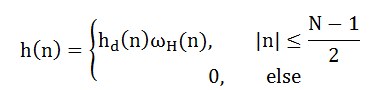 h(n) = { h_d(n)ω_H(n), |n| ≤ (N − 1)/2
0, else